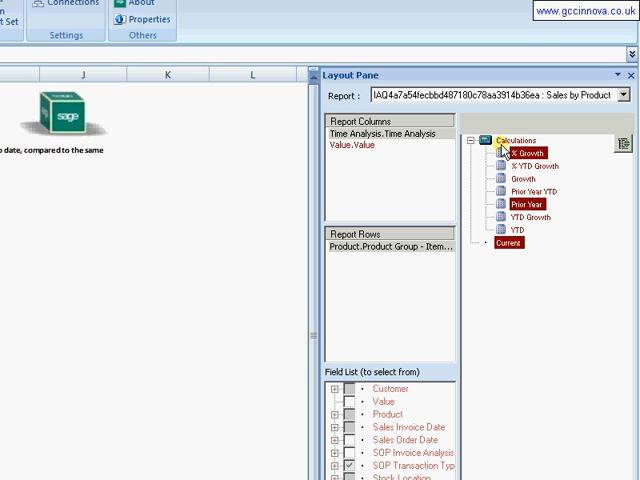 www.gccinnova.co.uk
Connections
About
Properties
t Set
Settings
Others
J K L
Layout Pane
Report : IAQ4a7a54fecbbd487180c78aa3914b36ea : Sales by Product
sage
o date, compared to the same
Report Columns
Time Analysis.Time Analysis
Value.Value
Calculations
% Growth
% YTD Growth
Growth
Prior Year YTD
Prior Year
YTD Growth
YTD
Current
Report Rows
Product.Product Group - Item...
Field List (to select from)
Customer
Value
Product
Sales Invoice Date
Sales Order Date
SOP Invoice Analysis
SOP Transaction Typ
Stock Location